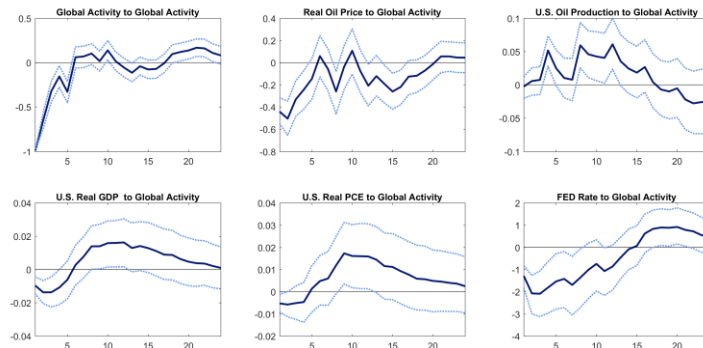 Global Activity to Global Activity
0.5
0
-0.5
-1
5 10 15 20
Real Oil Price to Global Activity
0.4
0.2
0
-0.2
-0.4
-0.6
-0.8
5 10 15 20
U.S. Oil Production to Global Activity
0.1
0.05
0
-0.05
-0.1
5 10 15 20
U.S. Real GDP to Global Activity
0.04
0.02
0
-0.02
-0.04
5 10 15 20
U.S. Real PCE to Global Activity
0.04
0.03
0.02
0.01
0
-0.01
-0.02
5 10 15 20
FED Rate to Global Activity
2
1
0
-1
-2
-3
-4
5 10 15 20